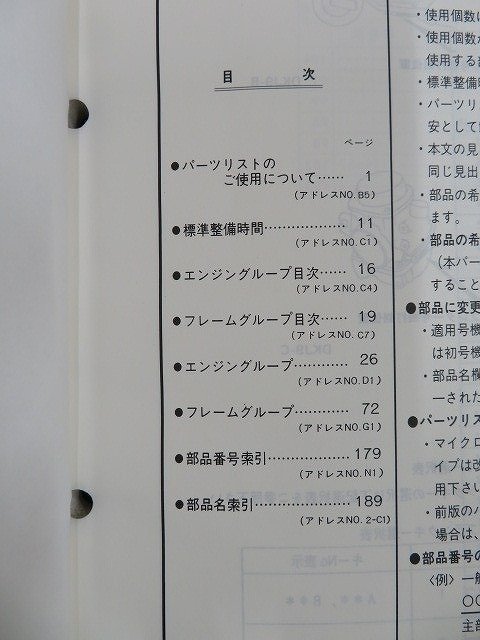 目 次
ページ
●パーツリストの
ご使用について…… 1
(アドレスNO.B5)
●標準整備時間……………… 11
(アドレスNO.C1)
●エンジングループ目次…… 16
(アドレスNO.C4)
●フレームグループ目次…… 19
(アドレスNO.C7)
●エンジングループ………… 26
(アドレスNO.D1)
●フレームグループ………… 72
(アドレスNO.G1)
●部品番号索引……………… 179
(アドレスNO.N1)
●部品名索引………………… 189
(アドレスNO.2-C1)
・使用個数
・使用個数
使用する
・標準整備時
・パーツリ
安として
・本文の見
同じ見出
・部品の希
ます。
・部品の希
(本パー
すること
●部品に変更
・適用号機
は初号機
・部品名欄
ーされた
●パーツリス
・マイクロ
イブは改
用下さい
・前版のパ
場合は、
●部品番号の
〈例〉一般
主部